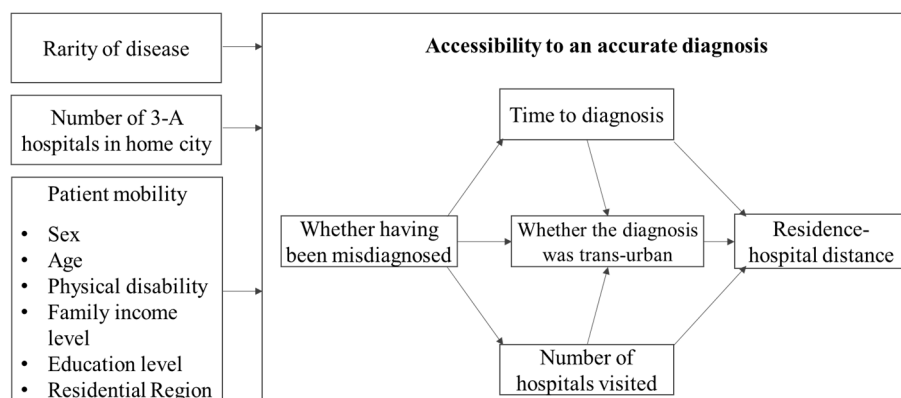 Rarity of disease
Number of 3-A
hospitals in home city
Patient mobility
• Sex
• Age
• Physical disability
• Family income
level
• Education level
• Residential Region
Accessibility to an accurate diagnosis
Time to diagnosis
Whether having
been misdiagnosed
Whether the diagnosis
was trans-urban
Residence-
hospital distance
Number of
hospitals visited